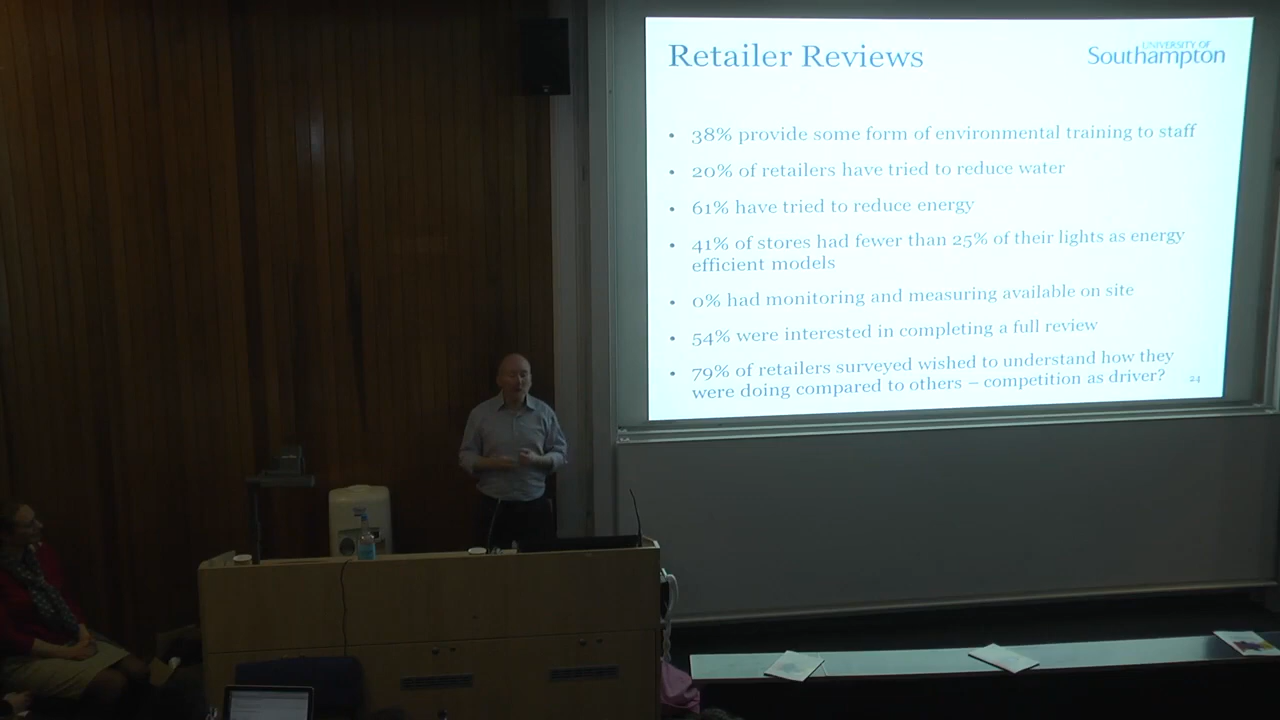 Retailer Reviews
UNIVERSITY OF
Southampton
• 38% provide some form of environmental training to staff
• 20% of retailers have tried to reduce water
• 61% have tried to reduce energy
• 41% of stores had fewer than 25% of their lights as energy
efficient models
• 0% had monitoring and measuring available on site
• 54% were interested in completing a full review
• 79% of retailers surveyed wished to understand how they
were doing compared to others – competition as driver?
24